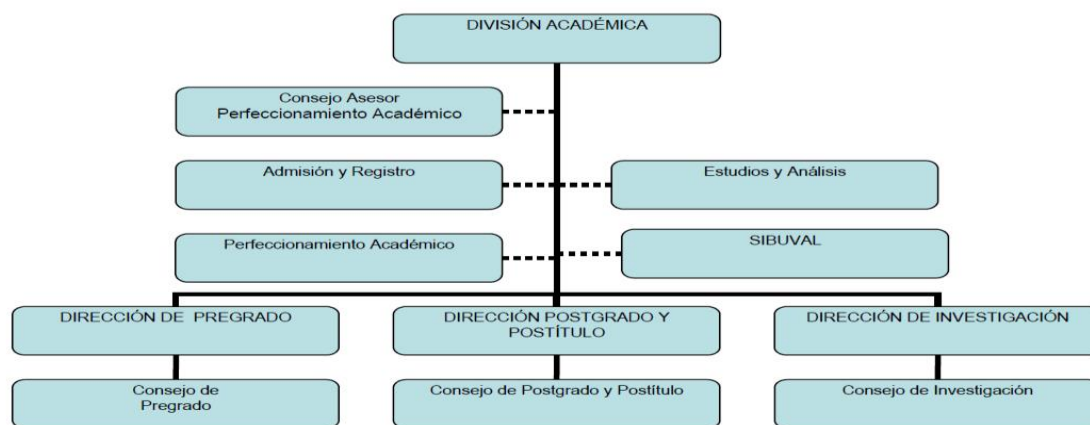 DIVISIÓN ACADÉMICA
Consejo Asesor
Perfeccionamiento Académico
Admisión y Registro
Estudios y Análisis
Perfeccionamiento Académico
SIBUVAL
DIRECCIÓN DE PREGRADO
DIRECCIÓN POSTGRADO Y
POSTÍTULO
DIRECCIÓN DE INVESTIGACIÓN
Consejo de
Pregrado
Consejo de Postgrado y Postítulo
Consejo de Investigación